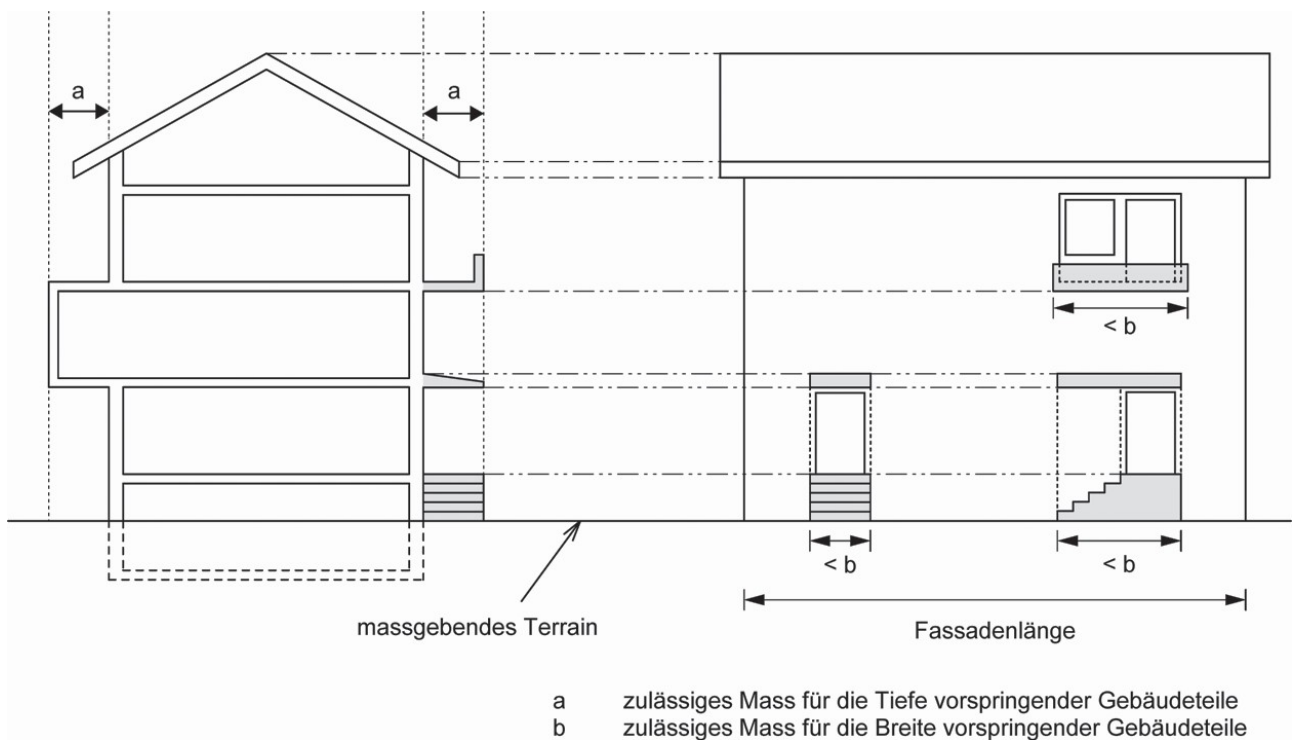 a
a
< b
< b
< b
massgebendes Terrain
Fassadenlänge
a zulässiges Mass für die Tiefe vorspringender Gebäudeteile
b zulässiges Mass für die Breite vorspringender Gebäudeteile